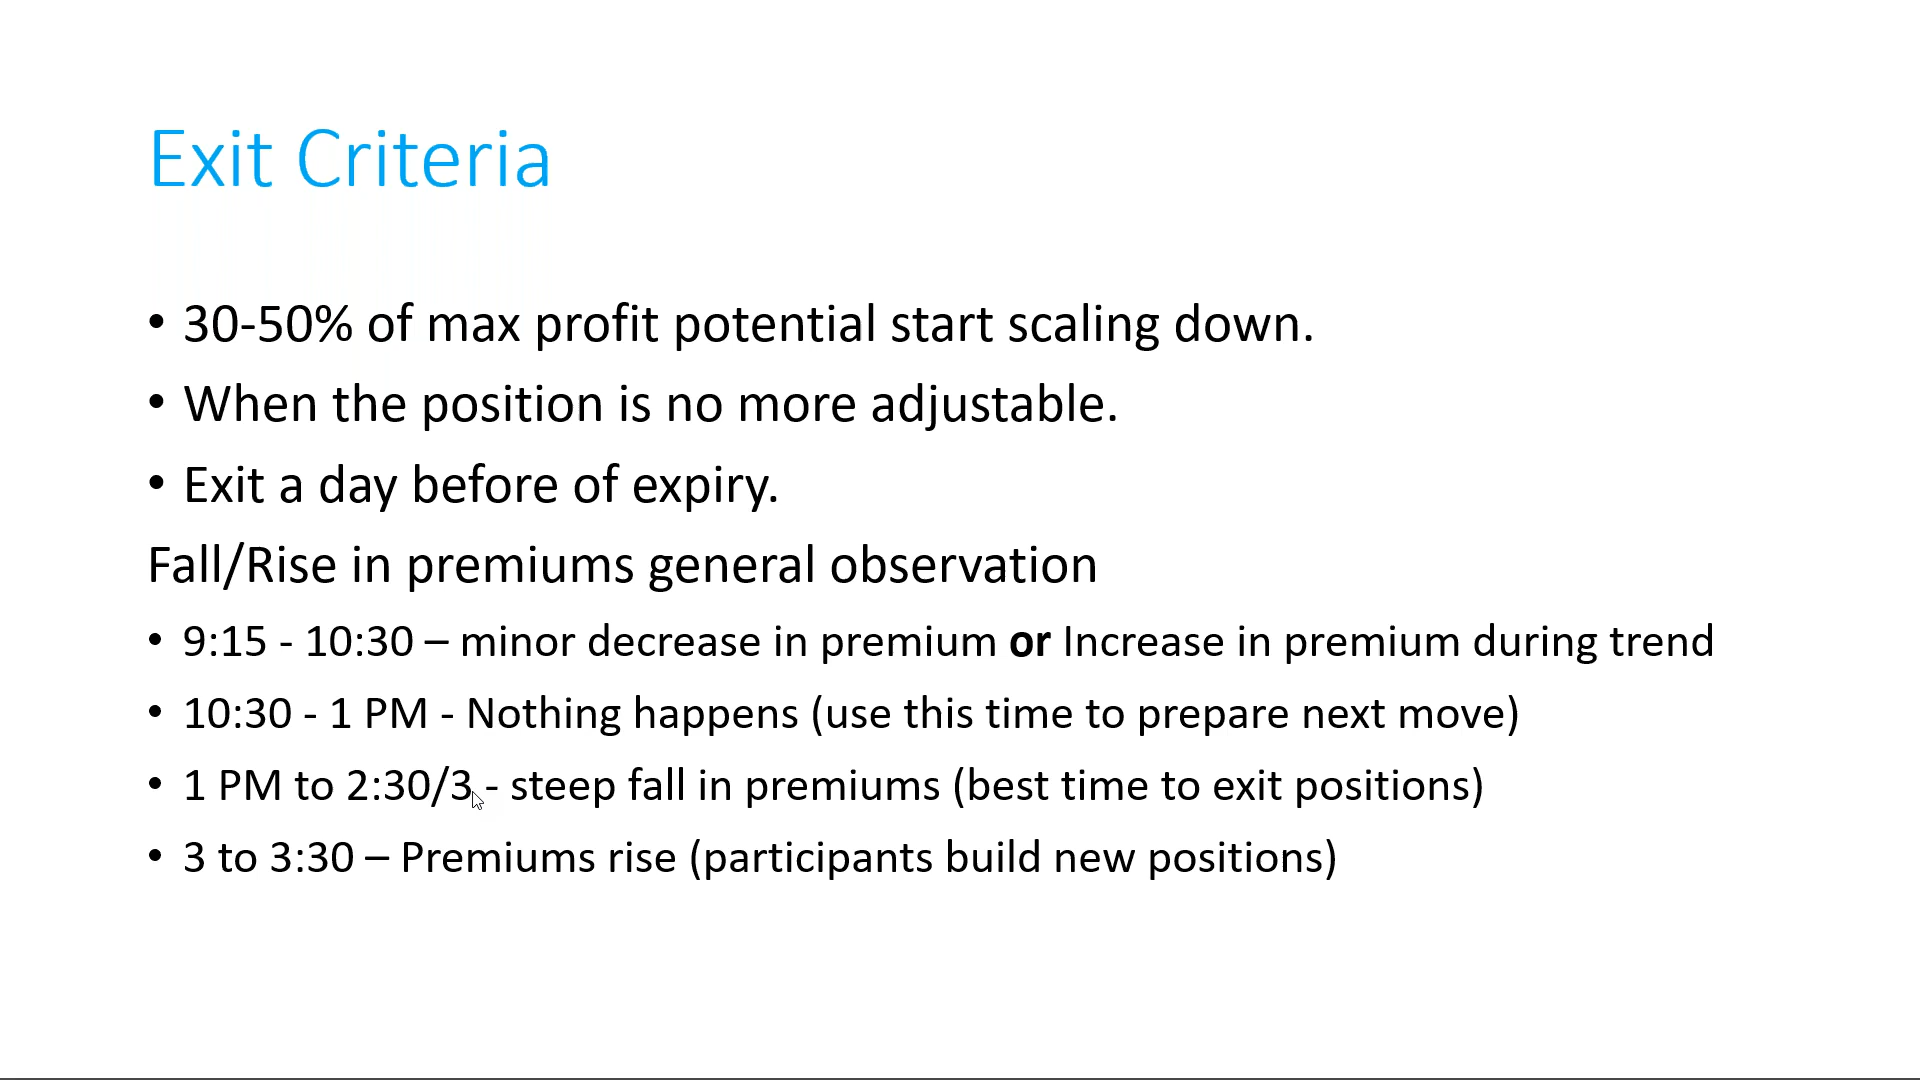 Exit Criteria
• 30-50% of max profit potential start scaling down.
• When the position is no more adjustable.
• Exit a day before of expiry.
Fall/Rise in premiums general observation
• 9:15 - 10:30 – minor decrease in premium or Increase in premium during trend
• 10:30 - 1 PM - Nothing happens (use this time to prepare next move)
• 1 PM to 2:30/3 - steep fall in premiums (best time to exit positions)
• 3 to 3:30 – Premiums rise (participants build new positions)